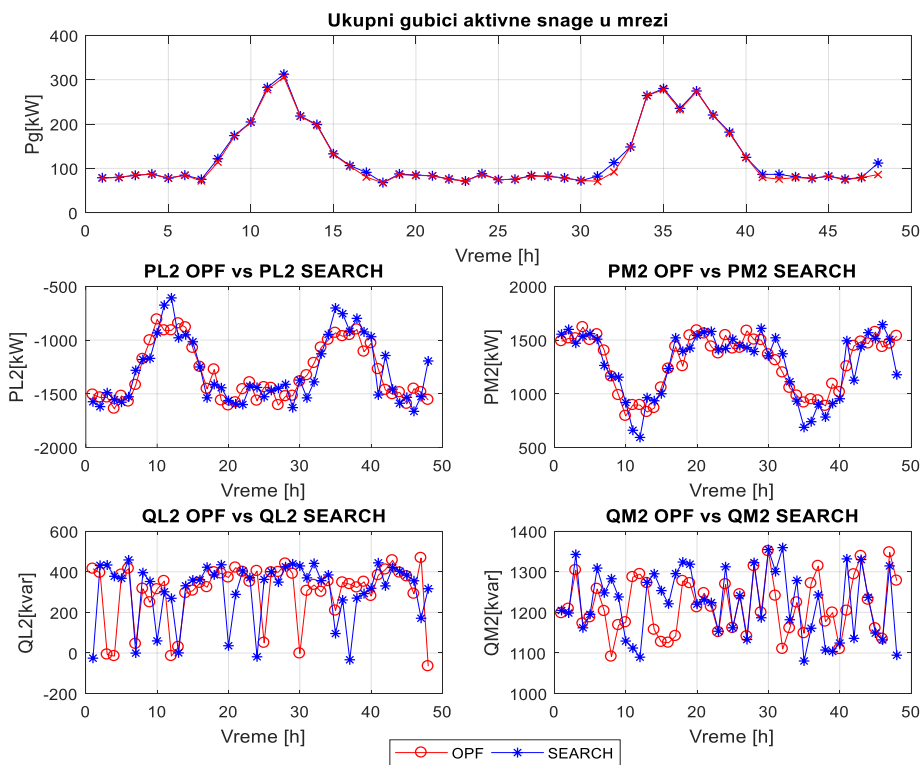 Ukupni gubici aktivne snage u mrezi
400
300
200
100
0
Pg[kW]
0 5 10 15 20 25 30 35 40 45 50
Vreme [h]
PL2 OPF vs PL2 SEARCH
-500
-1000
-1500
-2000
PL2[kW]
0 10 20 30 40 50
Vreme [h]
PM2 OPF vs PM2 SEARCH
2000
1500
1000
500
PM2[kW]
0 10 20 30 40 50
Vreme [h]
QL2 OPF vs QL2 SEARCH
600
400
200
0
-200
QL2[kvar]
0 10 20 30 40 50
Vreme [h]
QM2 OPF vs QM2 SEARCH
1400
1300
1200
1100
1000
QM2[kvar]
0 10 20 30 40 50
Vreme [h]
OPF SEARCH